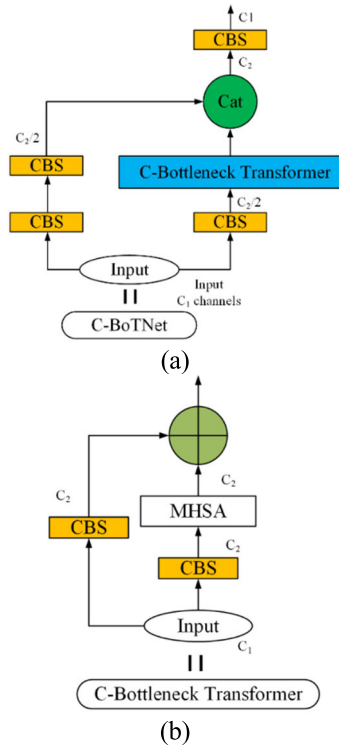 C1
CBS
C2
Cat
C2/2
CBS
C-Bottleneck Transformer
C2/2
CBS
CBS
Input
Input
C1 channels
C-BoTNet
(a)
C2
C2
MHSA
CBS
C2
CBS
Input
C1
C-Bottleneck Transformer
(b)